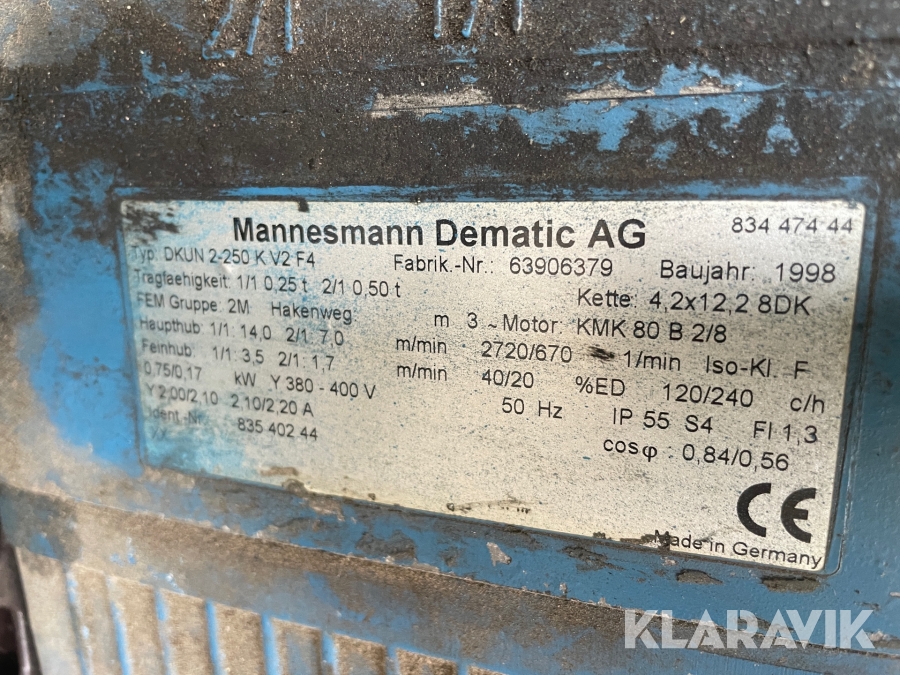 Mannesmann Dematic AG 834 474 44
Typ: DKUN 2-250 K V2 F4 Fabrik.-Nr.: 63906379 Baujahr: 1998
Tragfaehigkeit: 1/1 0,25 t 2/1 0,50 t Kette: 4,2x12,2 8DK
FEM Gruppe: 2M Hakenweg m 3 ~ Motor: KMK 80 B 2/8
Haupthub: 1/1: 14,0 2/1: 7,0 m/min 2720/670 1/min Iso-Kl. F
Feinhub: 1/1: 3,5 2/1: 1,7 m/min 40/20 %ED 120/240 c/h
0,75/0,17 kW Y 380 - 400 V 50 Hz IP 55 S4 FI 1,3
Y 2,00/2,10 2,10/2,20 A cosφ : 0,84/0,56
Ident.-Nr. 835 402 44
CE
Made in Germany
KLARAVIK